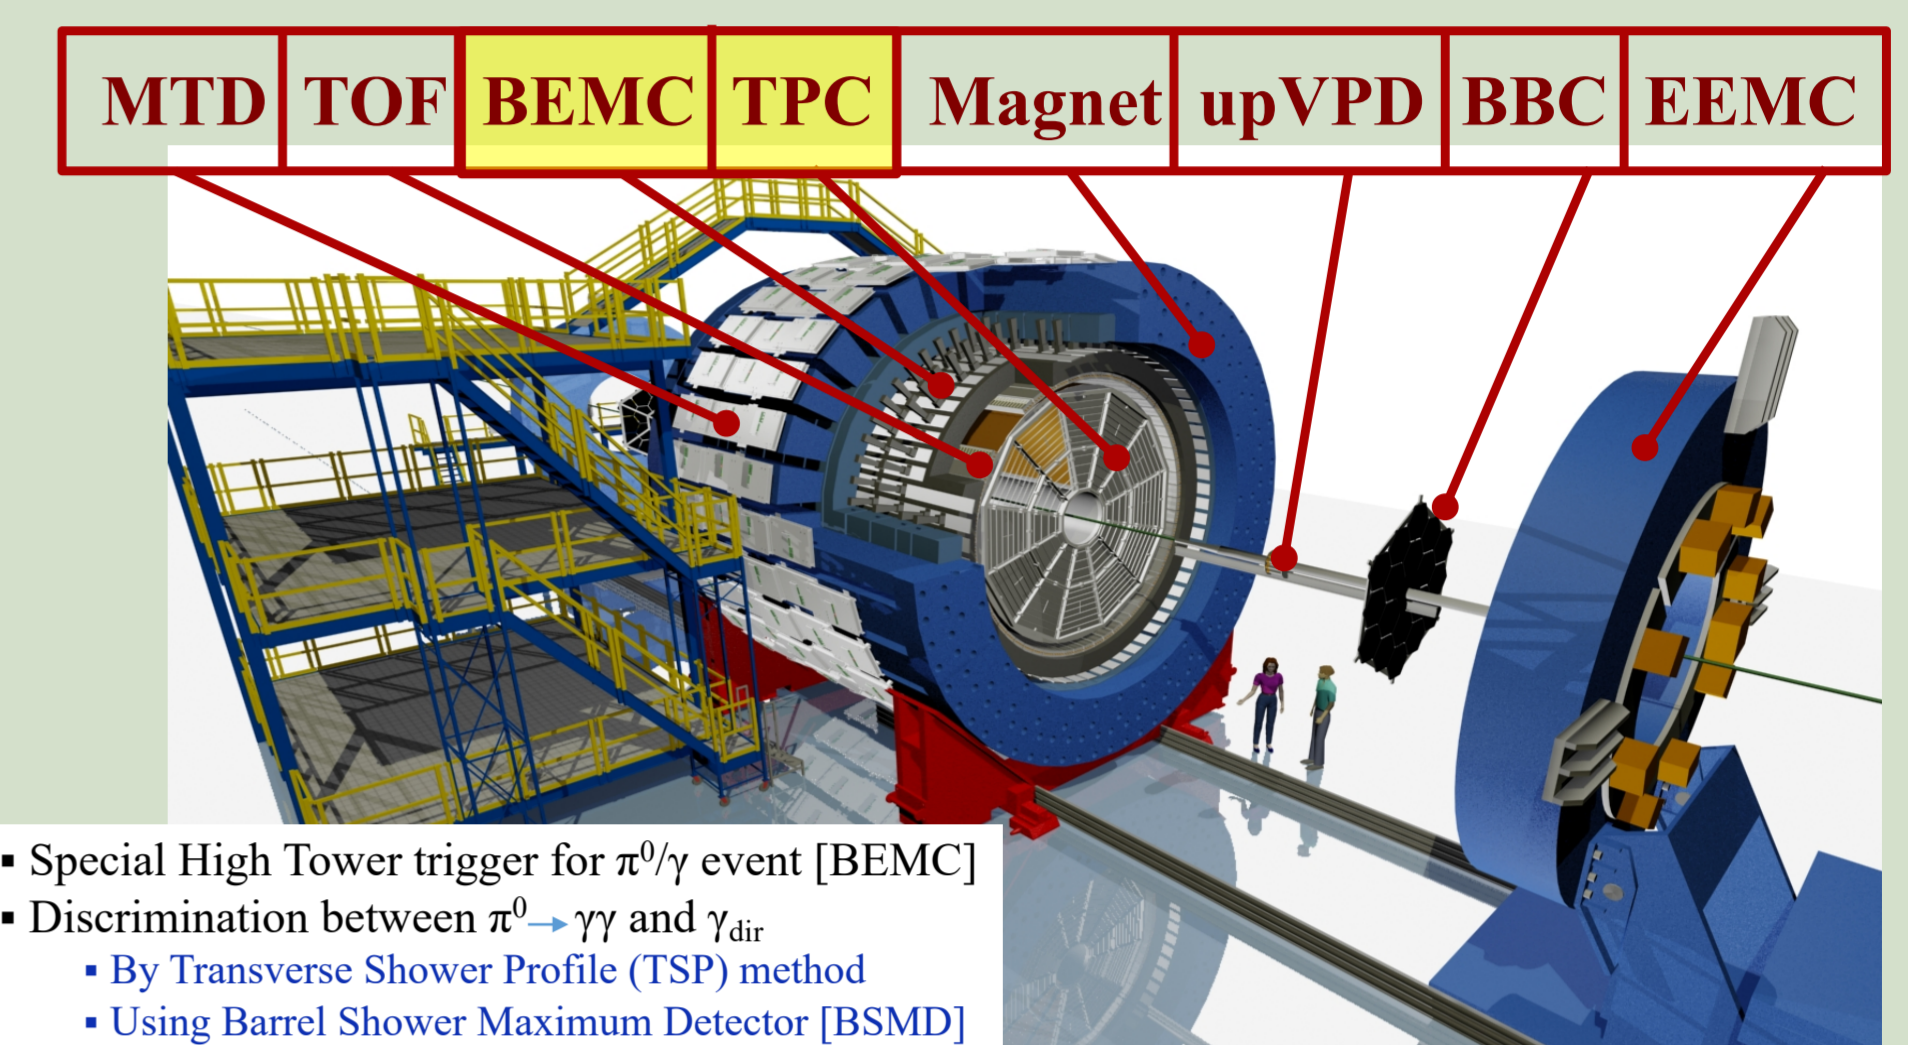 MTD TOF BEMC TPC Magnet upVPD BBC EEMC
▪ Special High Tower trigger for π⁰/γ event [BEMC]
▪ Discrimination between π⁰→γγ and γ_dir
▪ By Transverse Shower Profile (TSP) method
▪ Using Barrel Shower Maximum Detector [BSMD]